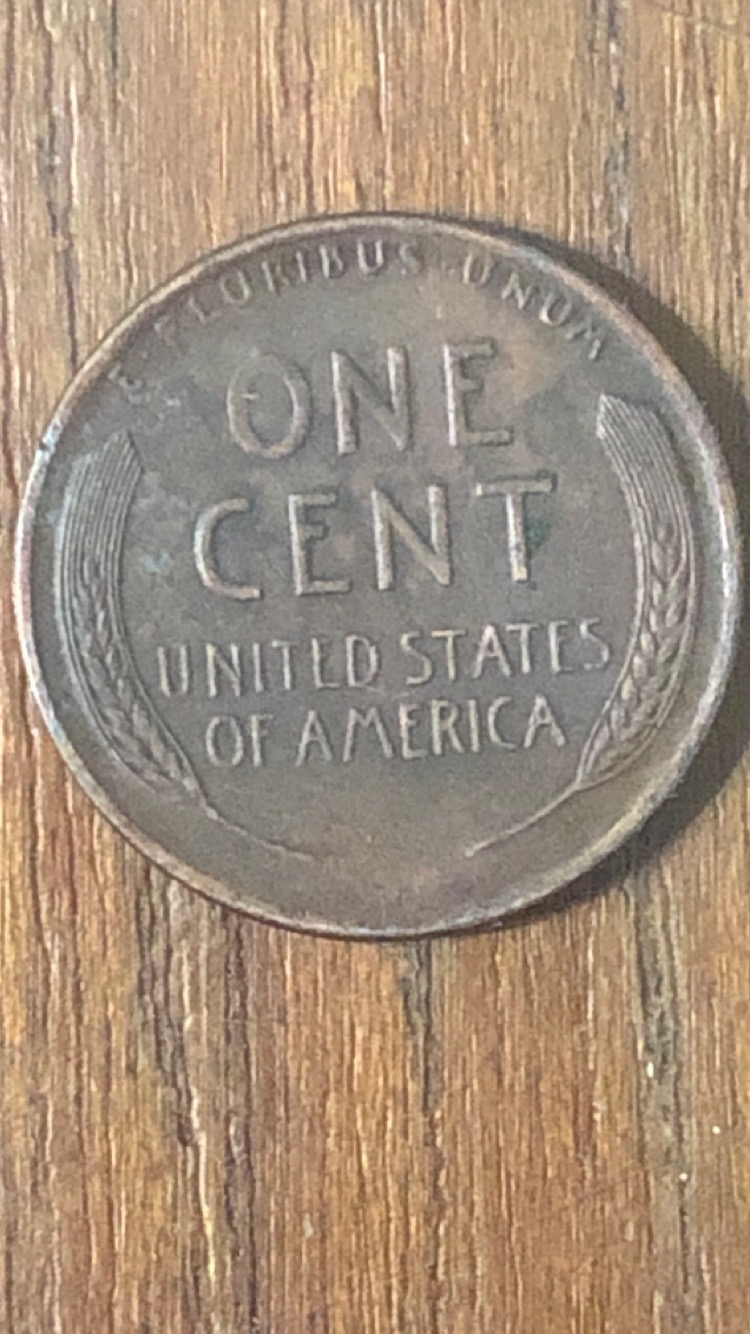 E·PLURIBUS·UNUM
ONE
CENT
UNITED STATES
OF AMERICA